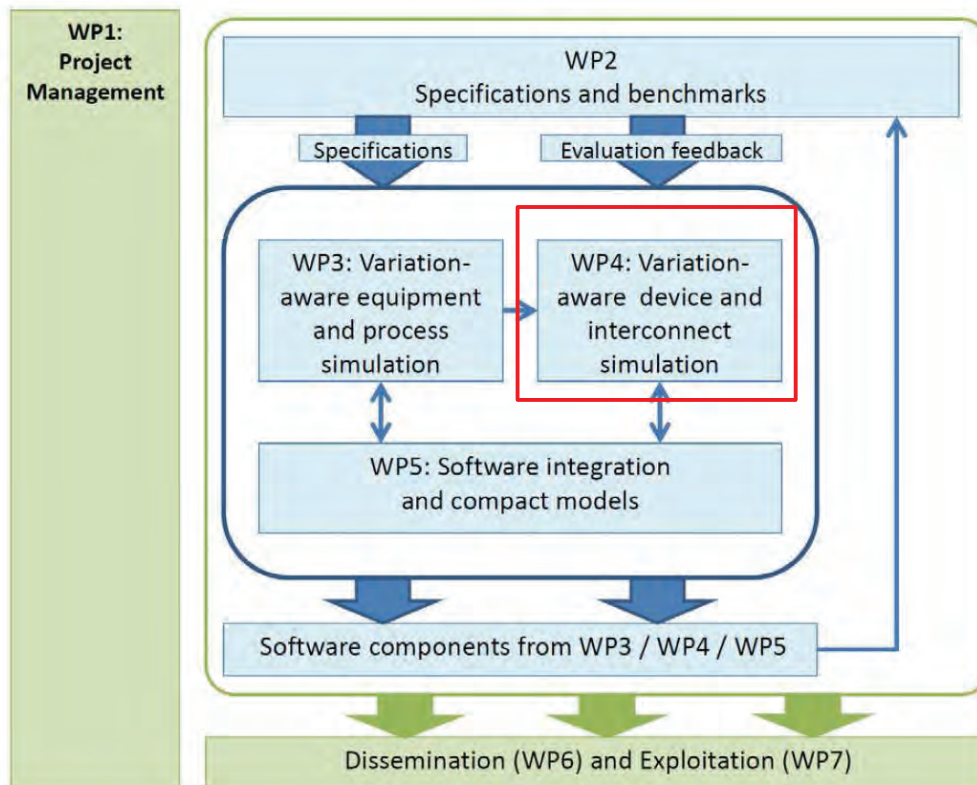 WP1:
Project
Management
WP2
Specifications and benchmarks
Specifications
Evaluation feedback
WP3: Variation-
aware equipment
and process
simulation
WP4: Variation-
aware device and
interconnect
simulation
WP5: Software integration
and compact models
Software components from WP3 / WP4 / WP5
Dissemination (WP6) and Exploitation (WP7)